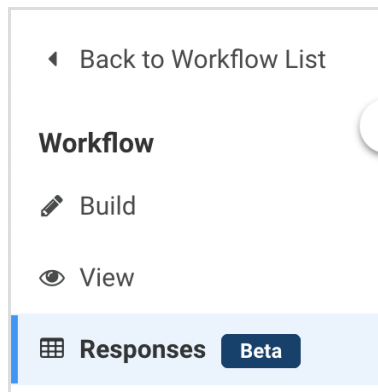 Back to Workflow List
Workflow
Build
View
Responses Beta